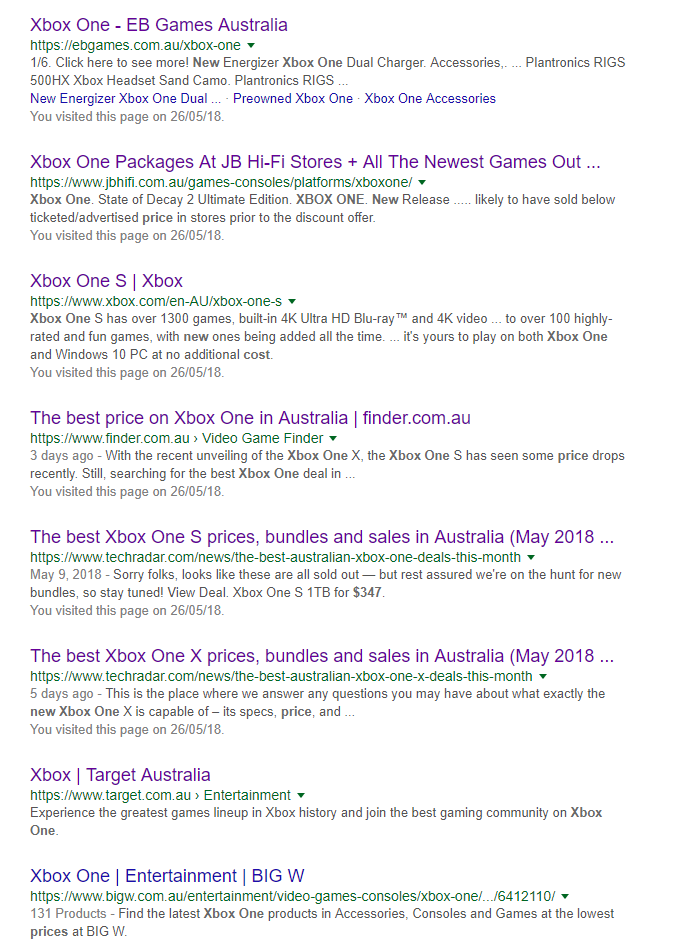 Xbox One - EB Games Australia
https://ebgames.com.au/xbox-one
1/6. Click here to see more! New Energizer Xbox One Dual Charger. Accessories,. ... Plantronics RIGS
500HX Xbox Headset Sand Camo. Plantronics RIGS ...
New Energizer Xbox One Dual ... · Preowned Xbox One · Xbox One Accessories
You visited this page on 26/05/18.
Xbox One Packages At JB Hi-Fi Stores + All The Newest Games Out ...
https://www.jbhifi.com.au/games-consoles/platforms/xboxone/
Xbox One. State of Decay 2 Ultimate Edition. XBOX ONE. New Release ..... likely to have sold below
ticketed/advertised price in stores prior to the discount offer.
You visited this page on 26/05/18.
Xbox One S | Xbox
https://www.xbox.com/en-AU/xbox-one-s
Xbox One S has over 1300 games, built-in 4K Ultra HD Blu-ray™ and 4K video ... to over 100 highly-
rated and fun games, with new ones being added all the time. ... it's yours to play on both Xbox One
and Windows 10 PC at no additional cost.
You visited this page on 26/05/18.
The best price on Xbox One in Australia | finder.com.au
https://www.finder.com.au › Video Game Finder
3 days ago - With the recent unveiling of the Xbox One X, the Xbox One S has seen some price drops
recently. Still, searching for the best Xbox One deal in ...
You visited this page on 26/05/18.
The best Xbox One S prices, bundles and sales in Australia (May 2018 ...
https://www.techradar.com/news/the-best-australian-xbox-one-deals-this-month
May 9, 2018 - Sorry folks, looks like these are all sold out — but rest assured we're on the hunt for new
bundles, so stay tuned! View Deal. Xbox One S 1TB for $347.
You visited this page on 26/05/18.
The best Xbox One X prices, bundles and sales in Australia (May 2018 ...
https://www.techradar.com/news/the-best-australian-xbox-one-x-deals-this-month
5 days ago - This is the place where we answer any questions you may have about what exactly the
new Xbox One X is capable of – its specs, price, and ...
You visited this page on 26/05/18.
Xbox | Target Australia
https://www.target.com.au › Entertainment
Experience the greatest games lineup in Xbox history and join the best gaming community on Xbox
One.
Xbox One | Entertainment | BIG W
https://www.bigw.com.au/entertainment/video-games-consoles/xbox-one/.../6412110/
131 Products - Find the latest Xbox One products in Accessories, Consoles and Games at the lowest
prices at BIG W.